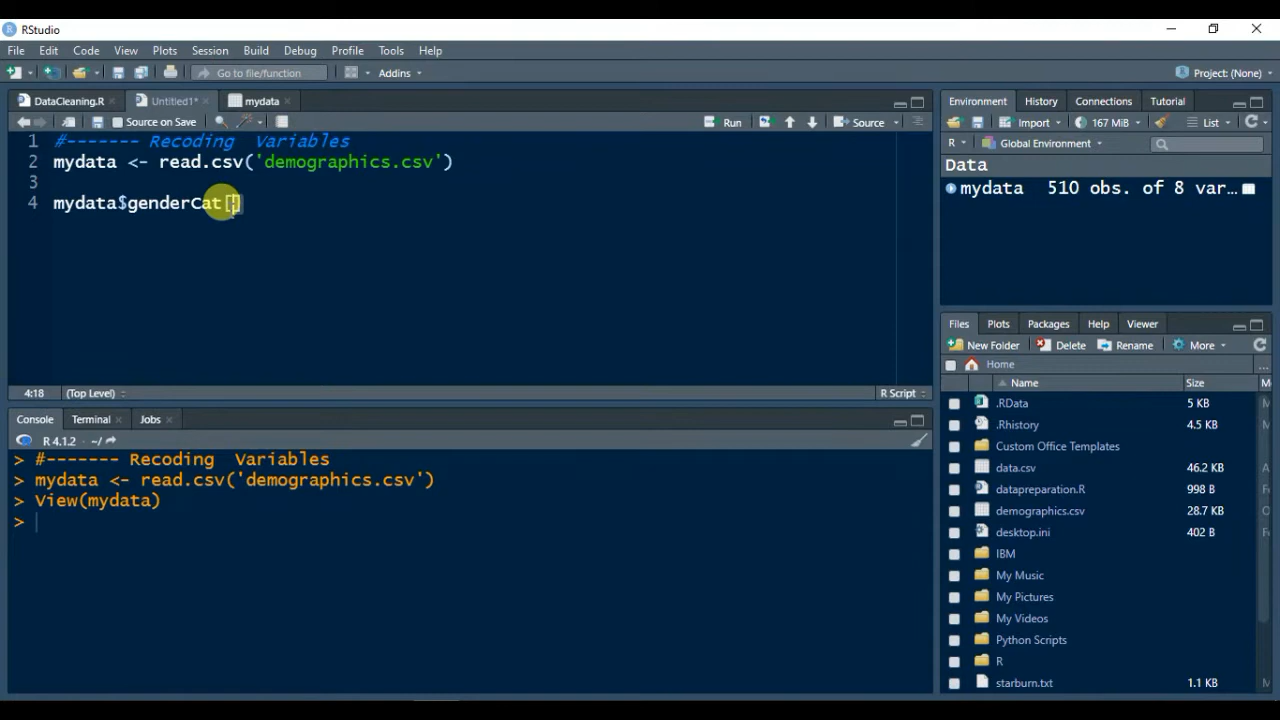 RStudio
File Edit View Plots Session Build Debug Profile Tools Help
Go to file/function Addins Project: (None)
DataCleaning.R Untitled1* mydata
Source on Save Run Source
1 #------- Recoding Variables
2 mydata <- read.csv('demographics.csv')
3
4 mydata$genderCat[]
4:18 (Top Level) R Script
Console Terminal Jobs
R 4.1.2 · ~/
> #------- Recoding Variables
> mydata <- read.csv('demographics.csv')
> View(mydata)
>
Environment History Connections Tutorial
Import 167 MiB List
R Global Environment
Data
mydata 510 obs. of 8 var…
Files Plots Packages Help Viewer
New Folder Delete Rename More
Home ...
Name Size M
.RData 5 KB M
.Rhistory 4.5 KB M
Custom Office Templates
data.csv 46.2 KB A
datapreparation.R 998 B F
demographics.csv 28.7 KB O
desktop.ini 402 B F
IBM
My Music
My Pictures
My Videos
Python Scripts
R
starburn.txt 1.1 KB M